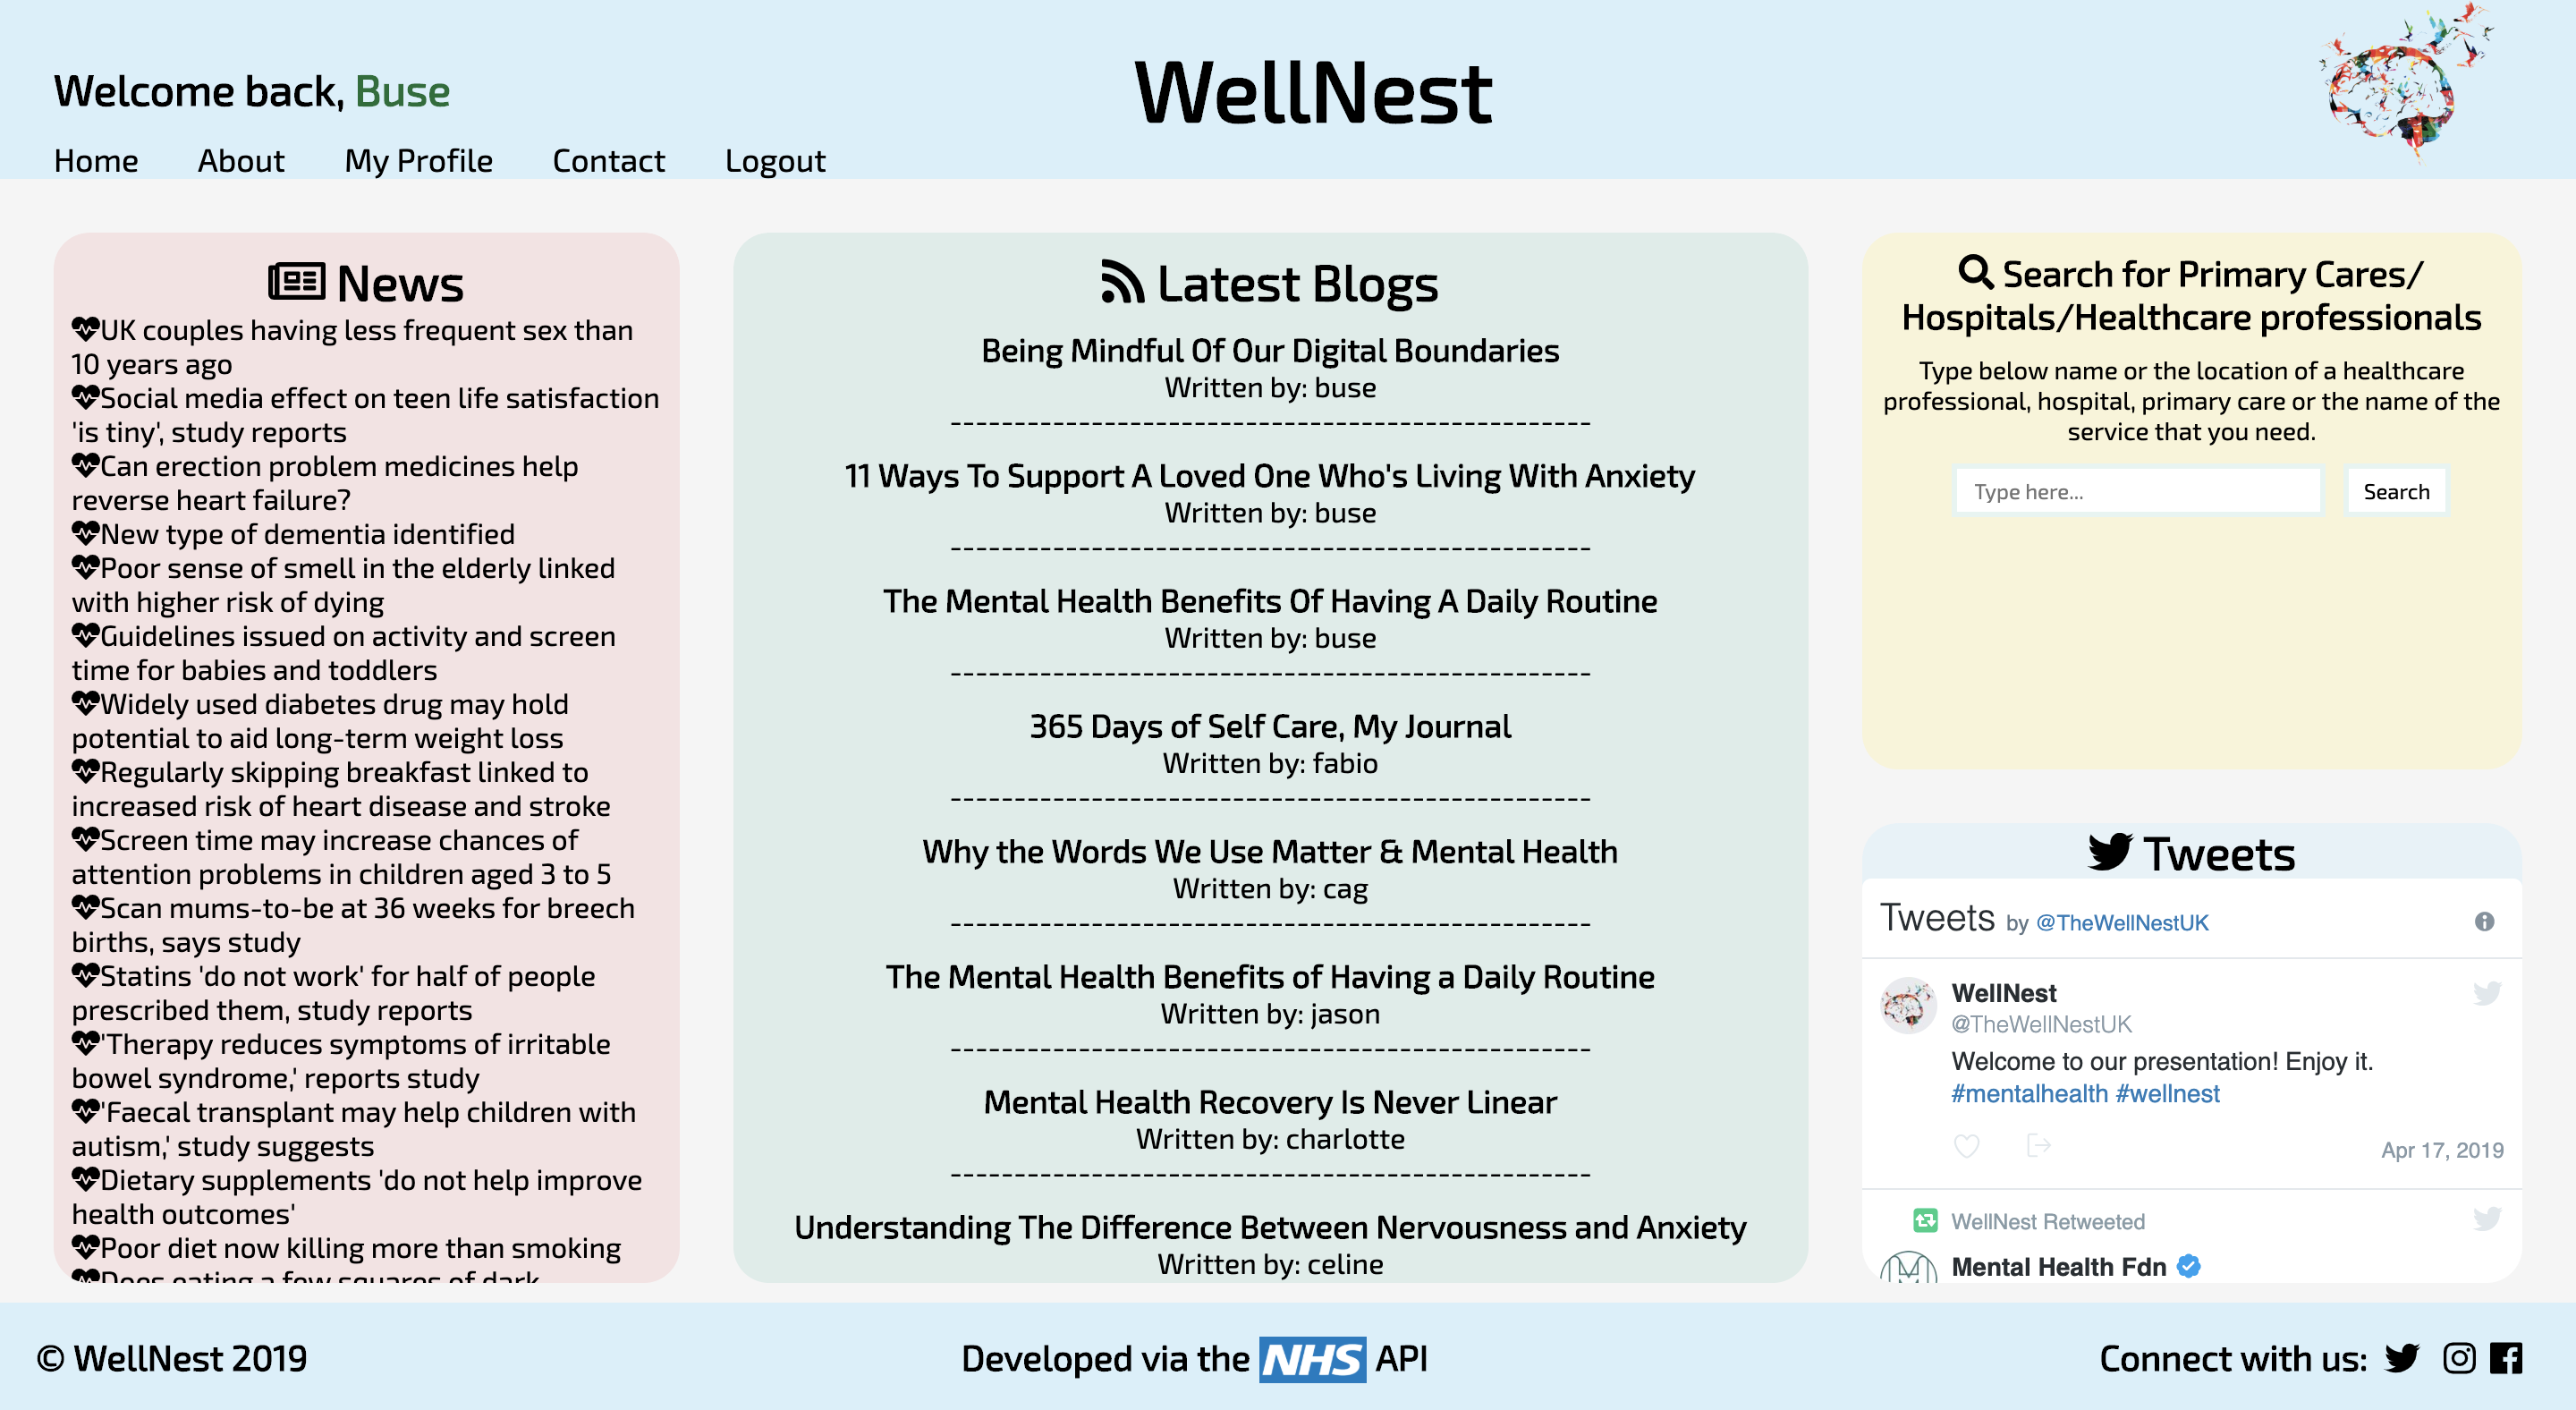 Welcome back, Buse
WellNest
Home About My Profile Contact Logout
News
UK couples having less frequent sex than
10 years ago
Social media effect on teen life satisfaction
'is tiny', study reports
Can erection problem medicines help
reverse heart failure?
New type of dementia identified
Poor sense of smell in the elderly linked
with higher risk of dying
Guidelines issued on activity and screen
time for babies and toddlers
Widely used diabetes drug may hold
potential to aid long-term weight loss
Regularly skipping breakfast linked to
increased risk of heart disease and stroke
Screen time may increase chances of
attention problems in children aged 3 to 5
Scan mums-to-be at 36 weeks for breech
births, says study
Statins 'do not work' for half of people
prescribed them, study reports
'Therapy reduces symptoms of irritable
bowel syndrome,' reports study
'Faecal transplant may help children with
autism,' study suggests
Dietary supplements 'do not help improve
health outcomes'
Poor diet now killing more than smoking
Does eating a few squares of dark
Latest Blogs
Being Mindful Of Our Digital Boundaries
Written by: buse
--------------------------------------------------
11 Ways To Support A Loved One Who's Living With Anxiety
Written by: buse
--------------------------------------------------
The Mental Health Benefits Of Having A Daily Routine
Written by: buse
--------------------------------------------------
365 Days of Self Care, My Journal
Written by: fabio
--------------------------------------------------
Why the Words We Use Matter & Mental Health
Written by: cag
--------------------------------------------------
The Mental Health Benefits of Having a Daily Routine
Written by: jason
--------------------------------------------------
Mental Health Recovery Is Never Linear
Written by: charlotte
--------------------------------------------------
Understanding The Difference Between Nervousness and Anxiety
Written by: celine
Search for Primary Cares/
Hospitals/Healthcare professionals
Type below name or the location of a healthcare
professional, hospital, primary care or the name of the
service that you need.
Type here... Search
Tweets
Tweets by @TheWellNestUK
WellNest
@TheWellNestUK
Welcome to our presentation! Enjoy it.
#mentalhealth #wellnest
Apr 17, 2019
WellNest Retweeted
Mental Health Fdn
© WellNest 2019
Developed via the NHS API
Connect with us: